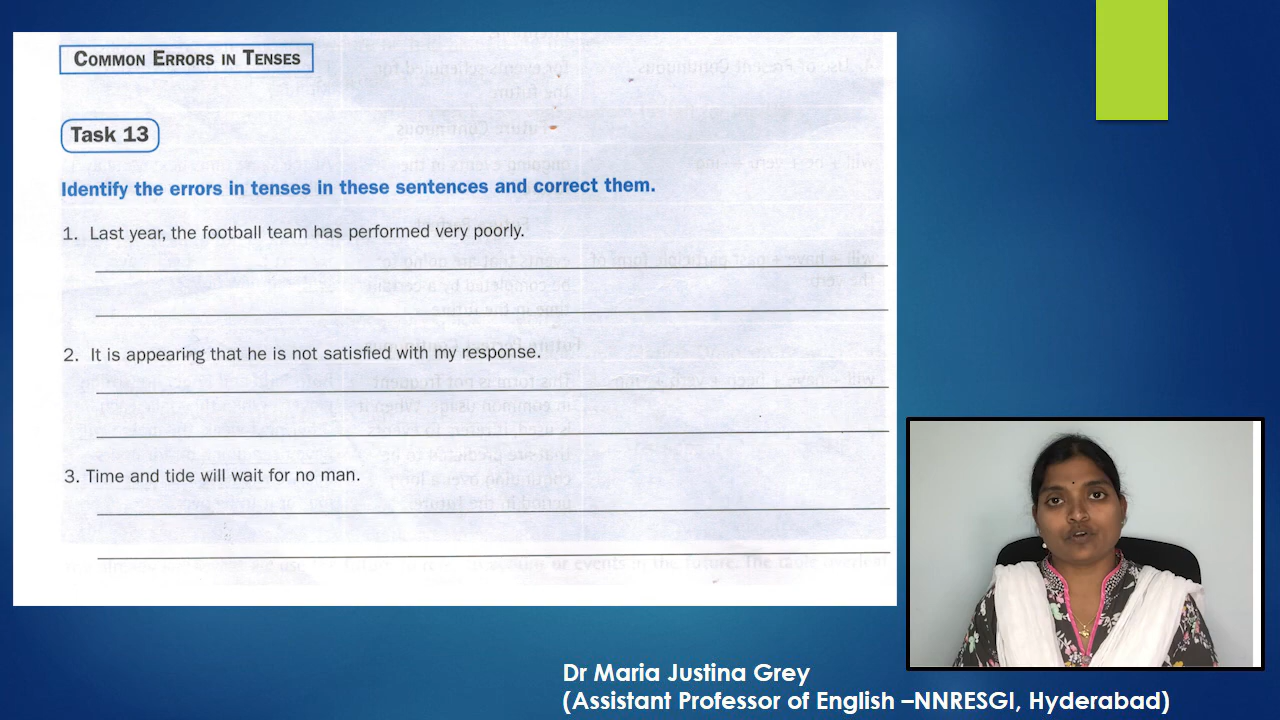 COMMON ERRORS IN TENSES
Task 13
Identify the errors in tenses in these sentences and correct them.
1. Last year, the football team has performed very poorly.
2. It is appearing that he is not satisfied with my response.
3. Time and tide will wait for no man.
Dr Maria Justina Grey
(Assistant Professor of English –NNRESGI, Hyderabad)